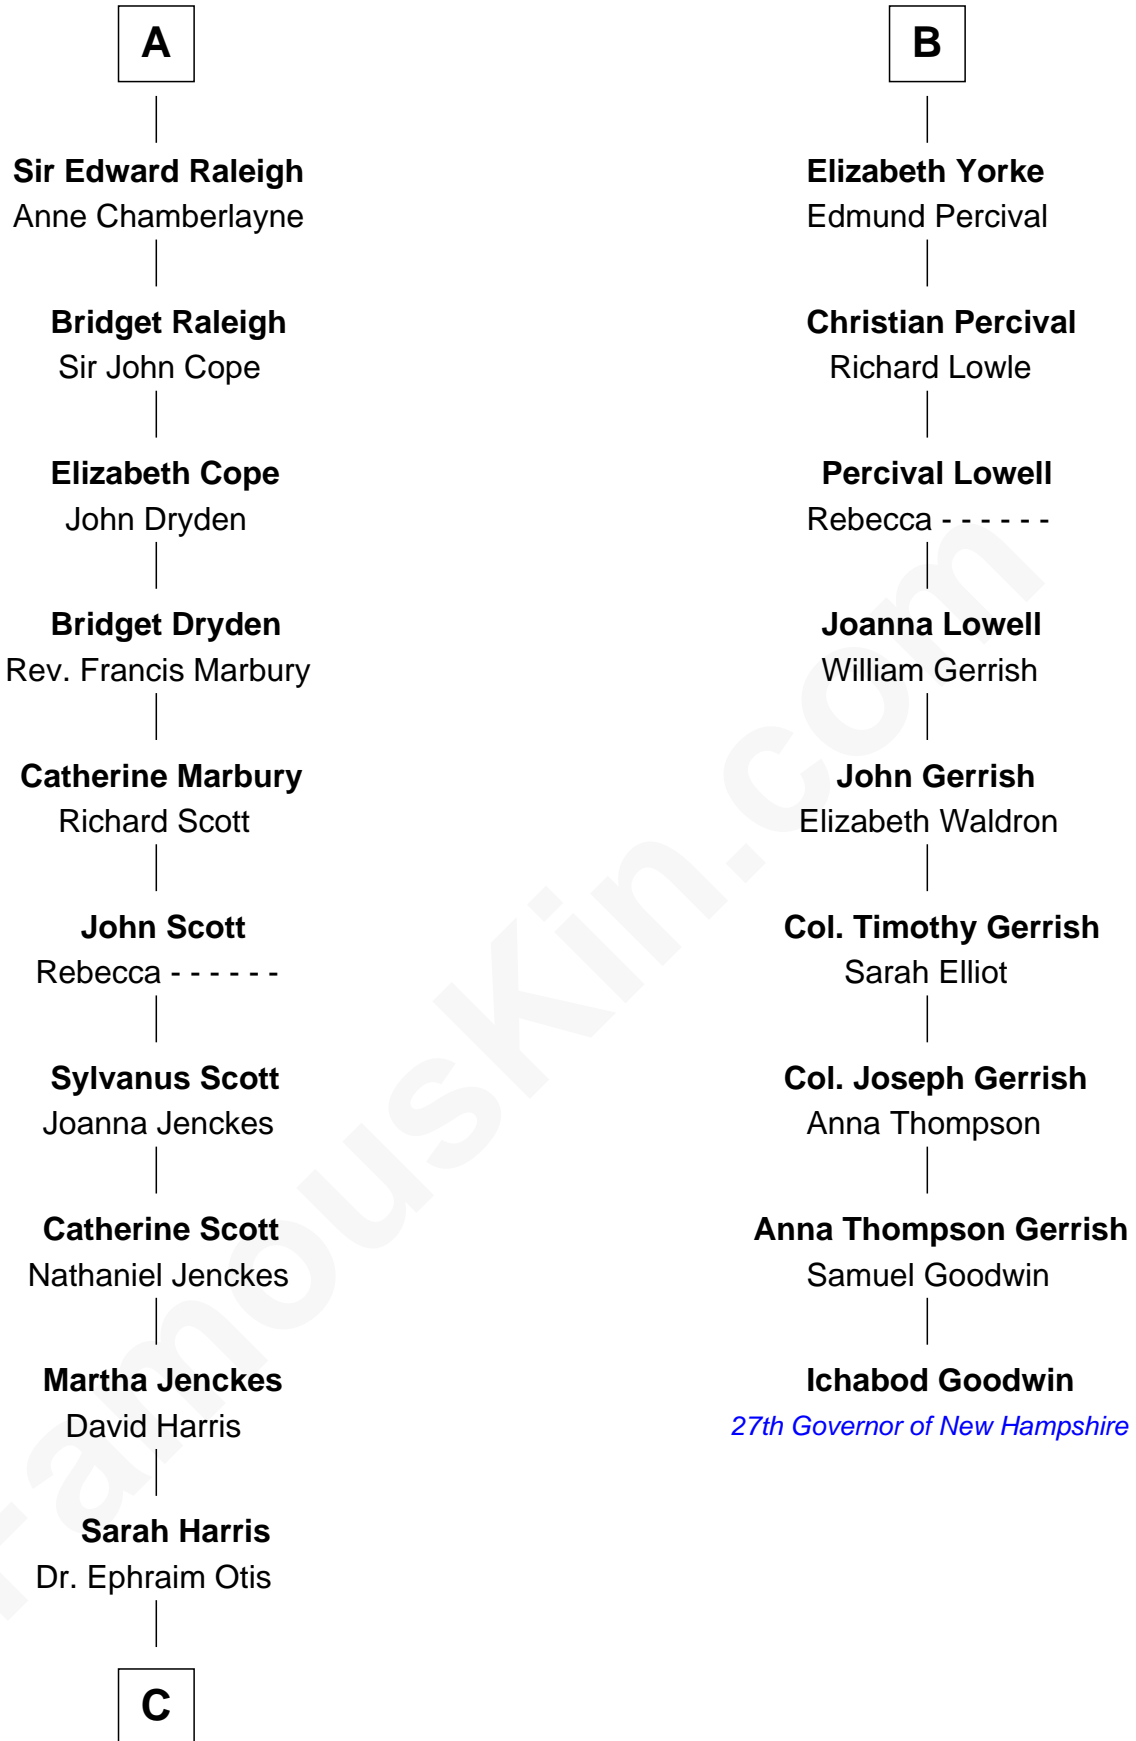 A
Sir Edward Raleigh
Anne Chamberlayne
Bridget Raleigh
Sir John Cope
Elizabeth Cope
John Dryden
Bridget Dryden
Rev. Francis Marbury
Catherine Marbury
Richard Scott
John Scott
Rebecca - - - - - -
Sylvanus Scott
Joanna Jenckes
Catherine Scott
Nathaniel Jenckes
Martha Jenckes
David Harris
Sarah Harris
Dr. Ephraim Otis
C
B
Elizabeth Yorke
Edmund Percival
Christian Percival
Richard Lowle
Percival Lowell
Rebecca - - - - - -
Joanna Lowell
William Gerrish
John Gerrish
Elizabeth Waldron
Col. Timothy Gerrish
Sarah Elliot
Col. Joseph Gerrish
Anna Thompson
Anna Thompson Gerrish
Samuel Goodwin
Ichabod Goodwin
27th Governor of New Hampshire
FamousKin.com